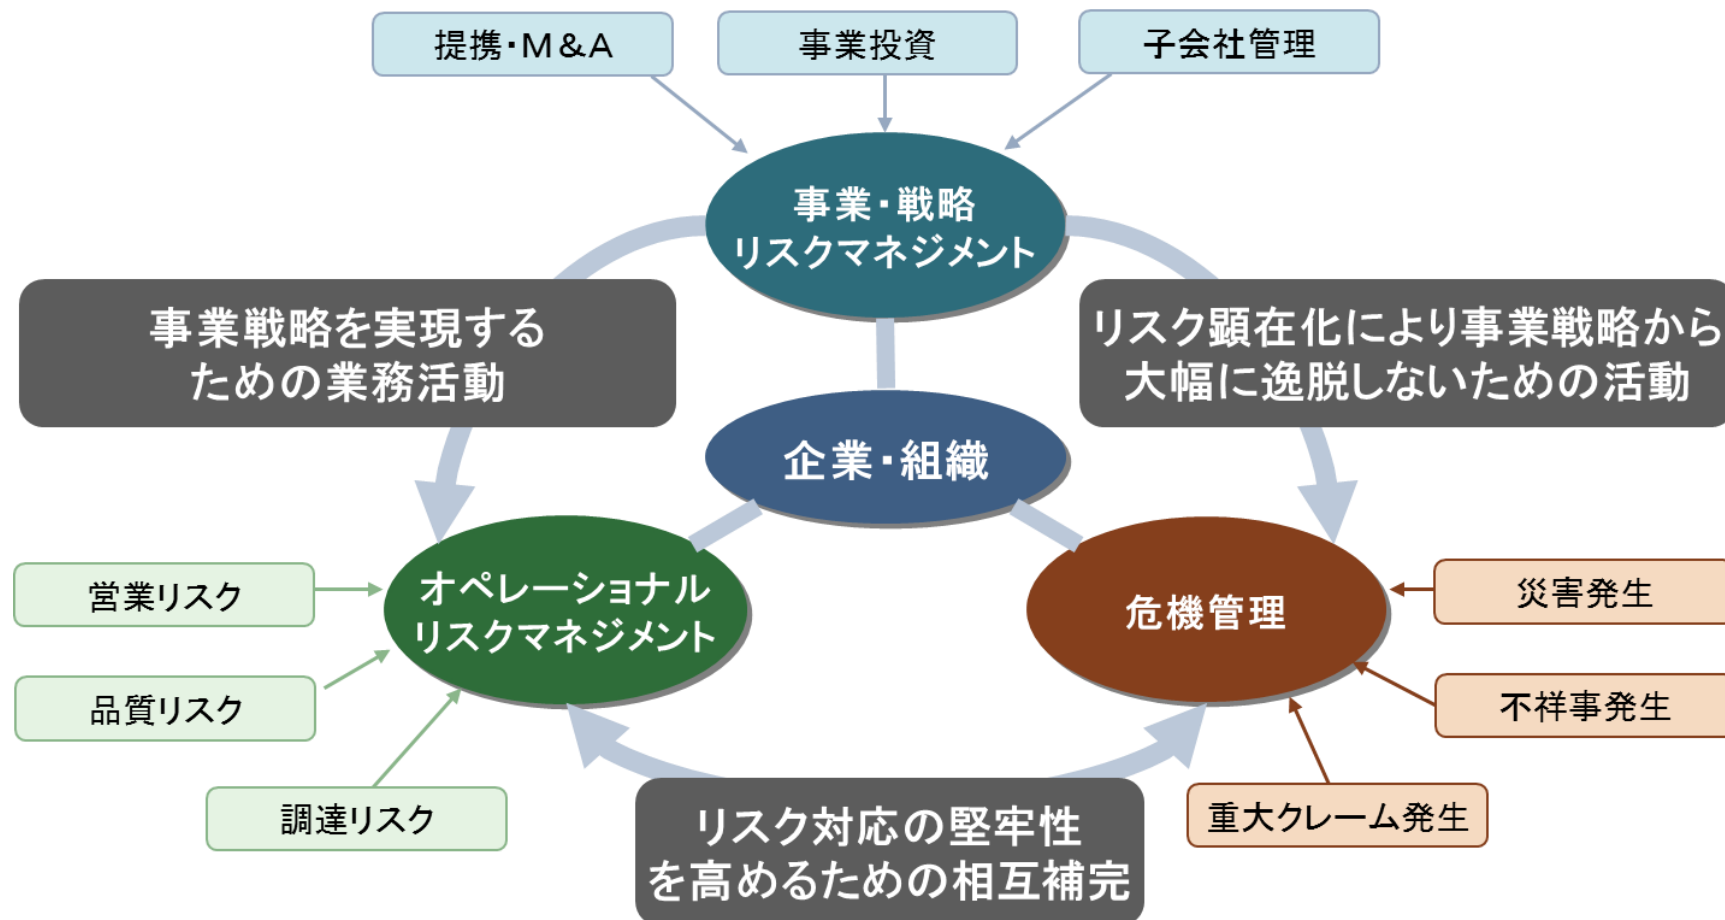 提携・M&A
事業投資
子会社管理
事業・戦略
リスクマネジメント
事業戦略を実現する
ための業務活動
リスク顕在化により事業戦略から
大幅に逸脱しないための活動
企業・組織
オペレーショナル
リスクマネジメント
危機管理
営業リスク
品質リスク
調達リスク
災害発生
不祥事発生
重大クレーム発生
リスク対応の堅牢性
を高めるための相互補完